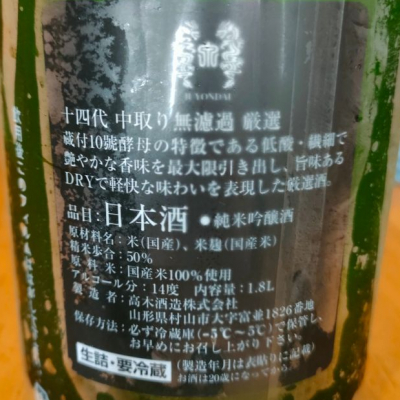 JUYONDAI
十四代 中取り無濾過 厳選
蔵付10號酵母の特徴である低酸・繊細で
艶やかな香味を最大限引き出し、旨味ある
DRYで軽快な味わいを表現した厳選酒。
品目:日本酒 ●純米吟醸酒
原材料名:米(国産)、米麹(国産米)
精米歩合:50%
原料米:国産米100%使用
アルコール分:14度 内容量:1.8L
製造者:高木酒造株式会社
山形県村山市大字富並1826番地
保存方法:必ず冷蔵庫(-5℃～5℃)で保管し、
お早めにお召し上がり下さい。
生詰・要冷蔵
(製造年月は表貼りに記載)
お酒は20歳になってから。